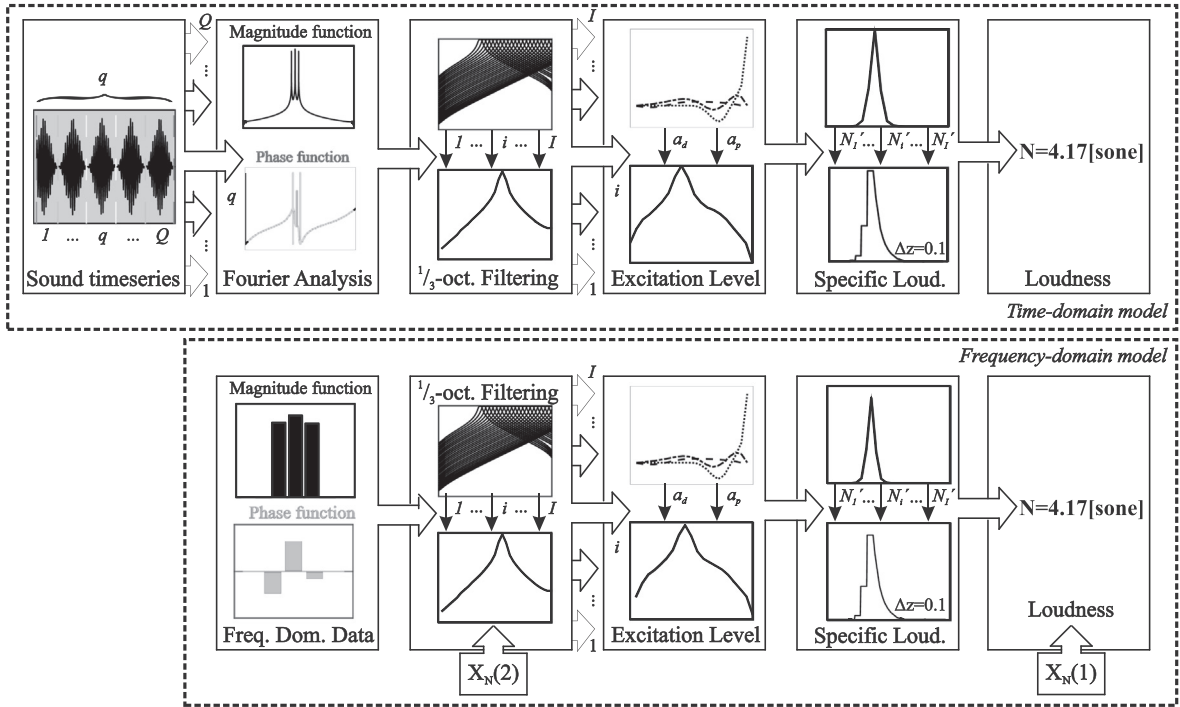 Q
⋮
⋮
1
q
1 ... q ... Q
Sound timeseries
Magnitude function
Phase function
q
Fourier Analysis
1 ... i ... I
1/3-oct. Filtering
I
⋮
⋮
1
a_d a_p
i
Excitation Level
N_1´... N_i´... N_I´
Δz=0.1
Specific Loud.
N=4.17[sone]
Loudness
Time-domain model
Frequency-domain model
Magnitude function
Phase function
Freq. Dom. Data
1/3-oct. Filtering
1 ... i ... I
X_N(2)
I
⋮
⋮
1
a_d a_p
i
Excitation Level
N_1´... N_i´... N_I´
Δz=0.1
Specific Loud.
N=4.17[sone]
Loudness
X_N(1)